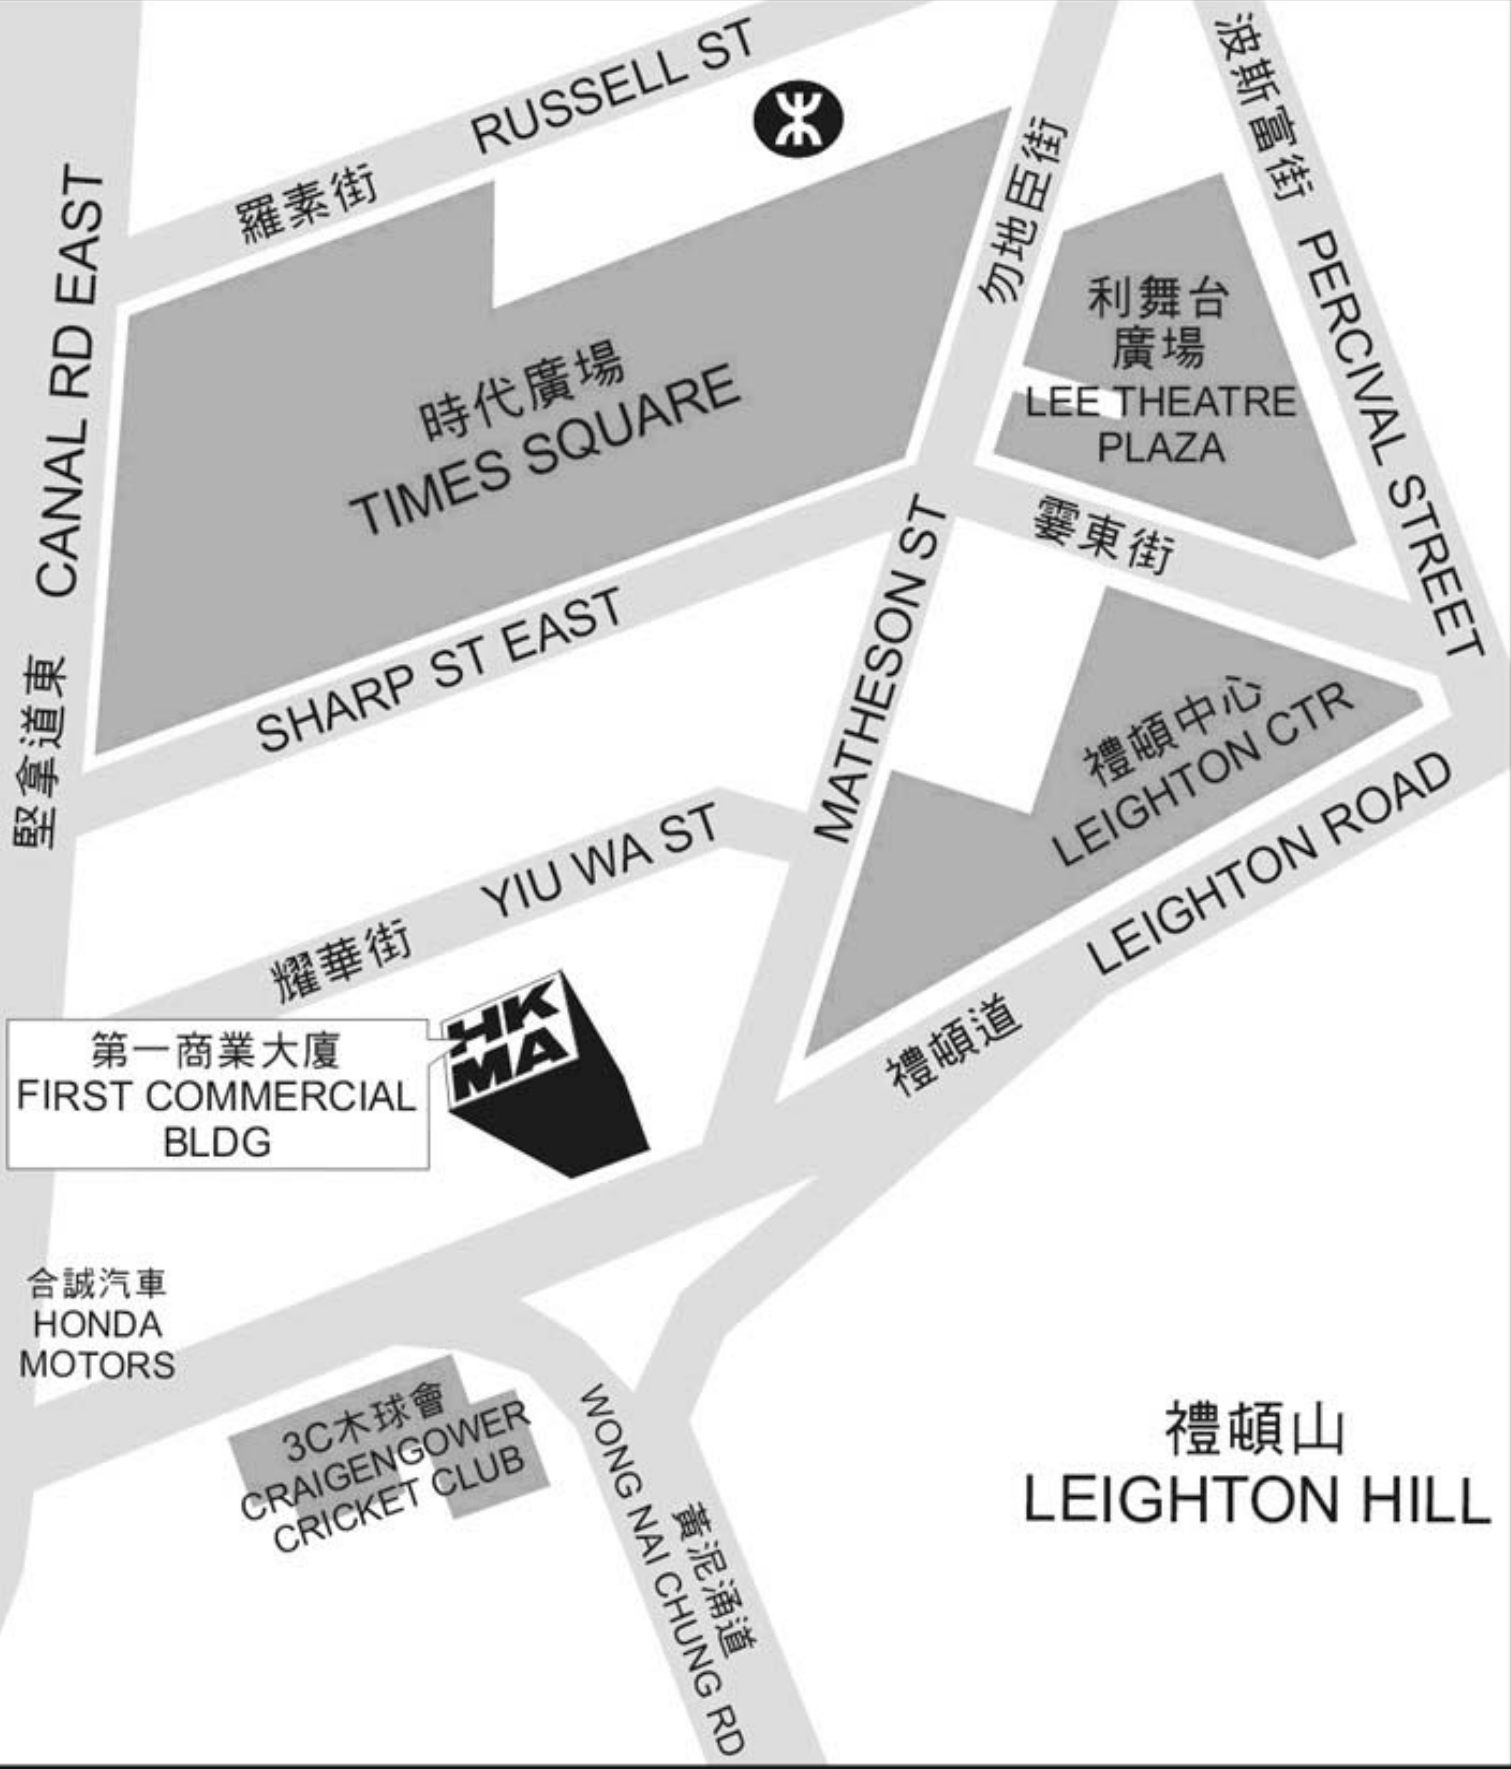 羅素街 RUSSELL ST
波斯富街 PERCIVAL STREET
勿地臣街
MATHESON ST
堅拿道東 CANAL RD EAST
利舞台
廣場
LEE THEATRE
PLAZA
時代廣場
TIMES SQUARE
霎東街
SHARP ST EAST
禮頓中心
LEIGHTON CTR
耀華街 YIU WA ST
禮頓道 LEIGHTON ROAD
HK
MA
第一商業大廈
FIRST COMMERCIAL
BLDG
合誠汽車
HONDA
MOTORS
3C木球會
CRAIGENGOWER
CRICKET CLUB
黃泥涌道
WONG NAI CHUNG RD
禮頓山
LEIGHTON HILL